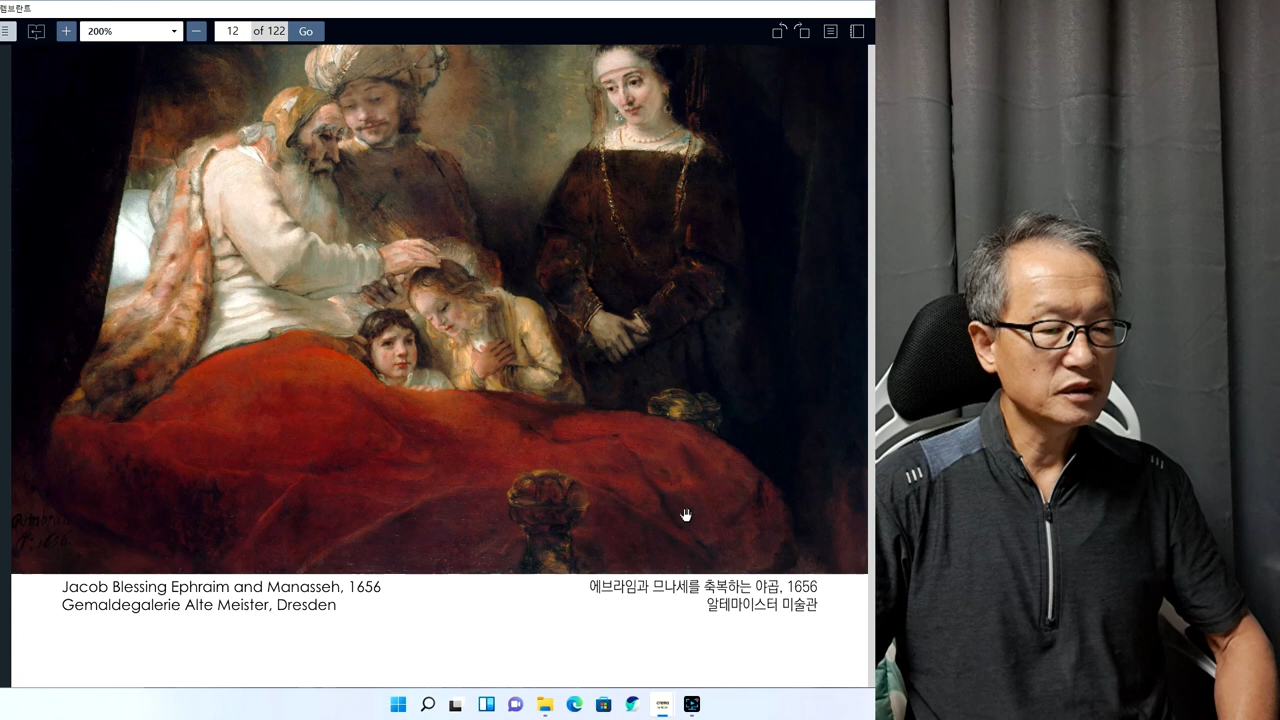 렘브란트
200%
12 of 122 Go
Rembran
f. 1656.
Jacob Blessing Ephraim and Manasseh, 1656
Gemaldegalerie Alte Meister, Dresden
에브라임과 므나세를 축복하는 야곱, 1656
알테마이스터 미술관